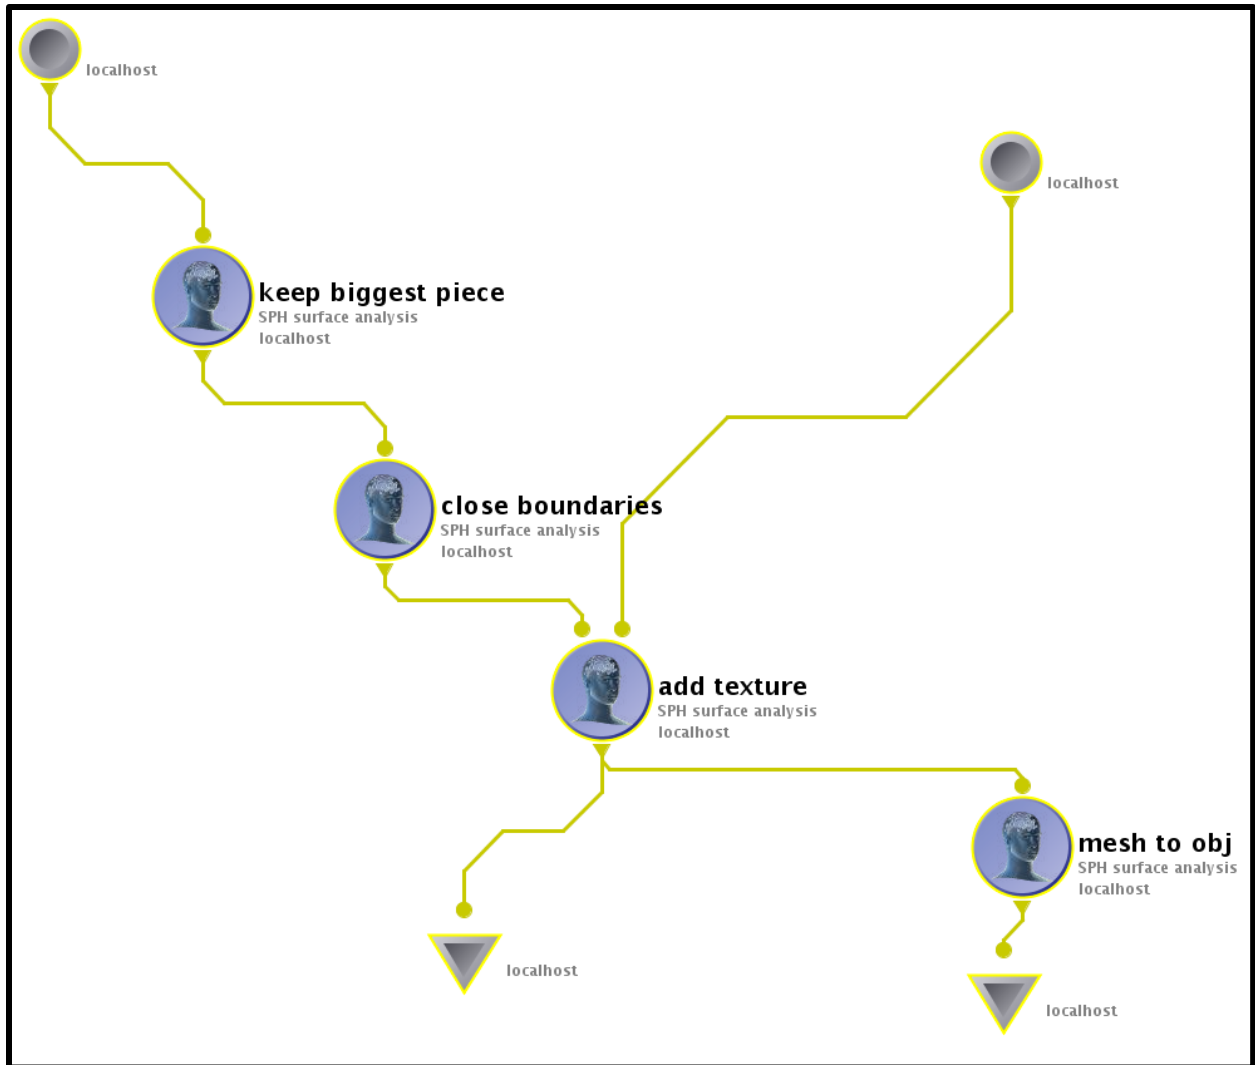 localhost
localhost
keep biggest piece
SPH surface analysis
localhost
close boundaries
SPH surface analysis
localhost
add texture
SPH surface analysis
localhost
mesh to obj
SPH surface analysis
localhost
localhost
localhost